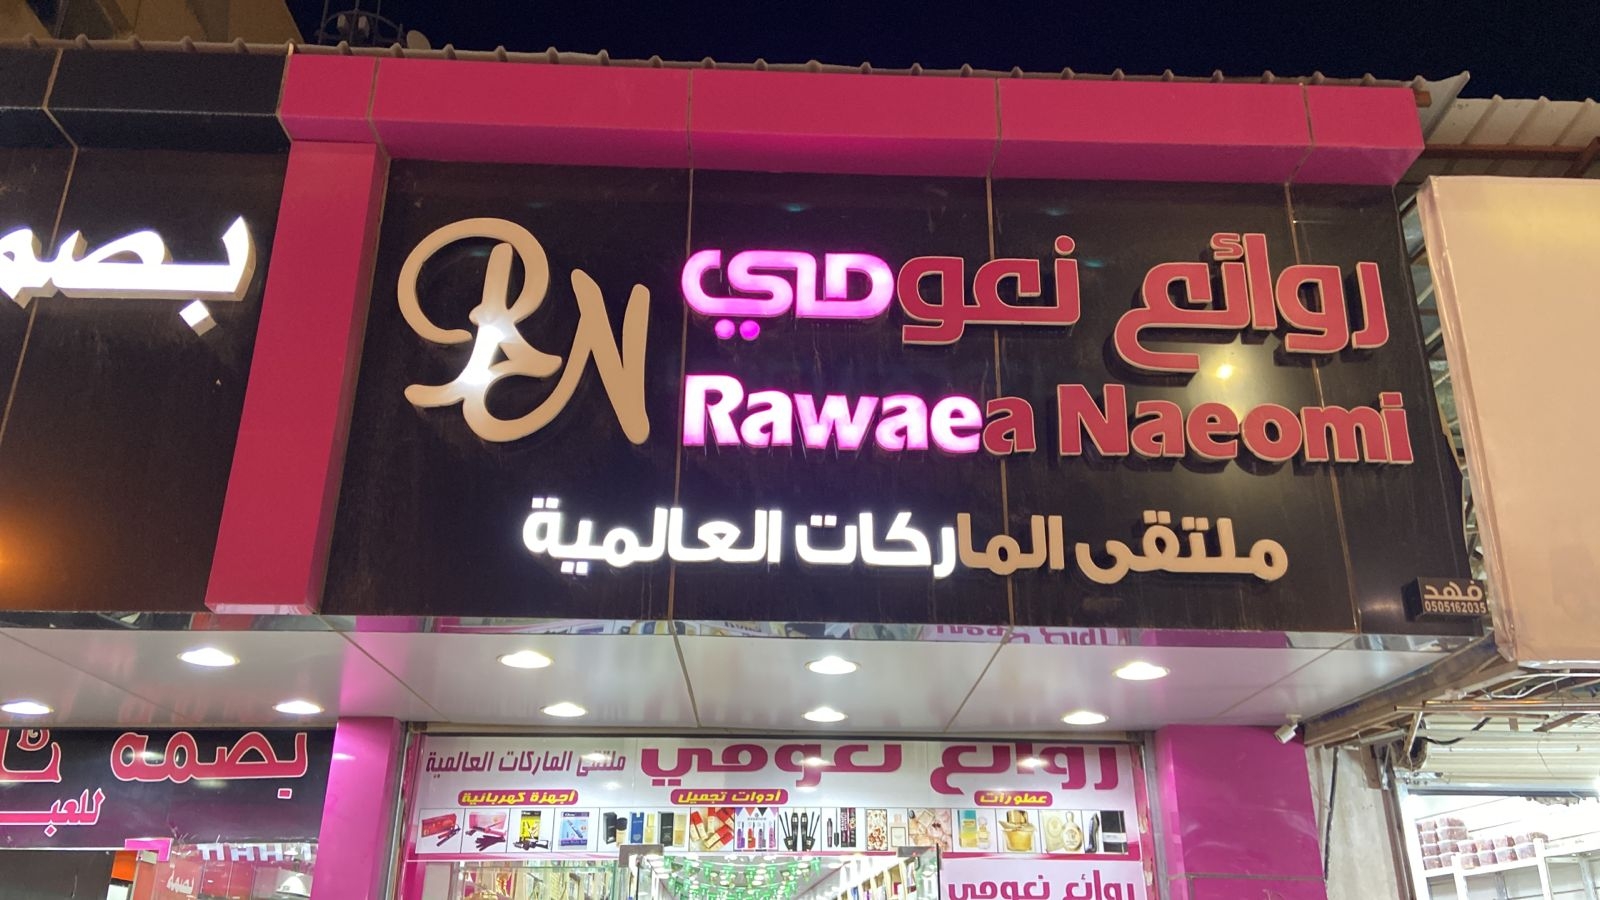 روائع نعومي
RN
Rawaea Naeomi
ملتقى الماركات العالمية
فهد
0505162035
بصمه
روائع نعومي
ملتقى الماركات العالمية
عطورات
أدوات تجميل
أجهزة كهربائية
روائع نعومي
بصمة